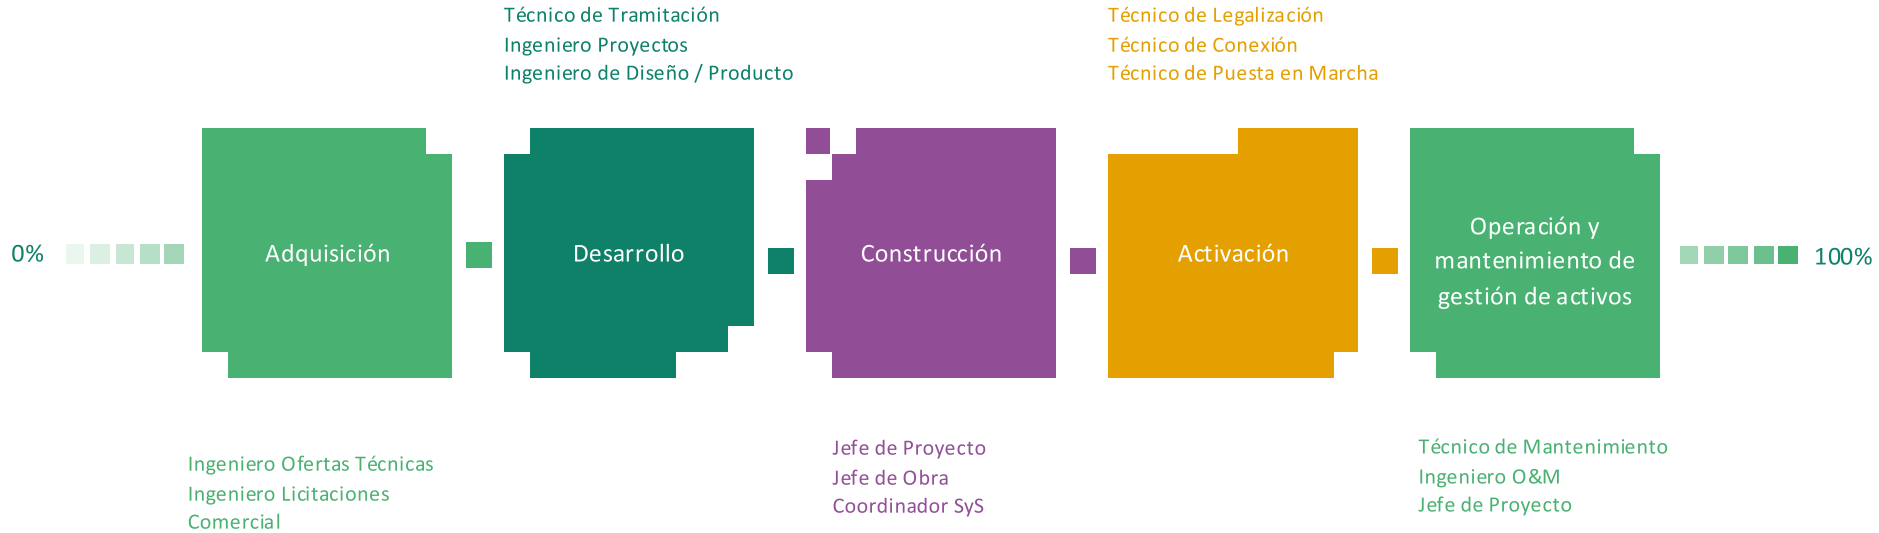 Técnico de Tramitación
Ingeniero Proyectos
Ingeniero de Diseño / Producto
Técnico de Legalización
Técnico de Conexión
Técnico de Puesta en Marcha
0%
Adquisición
Desarrollo
Construcción
Activación
Operación y
mantenimiento de
gestión de activos
100%
Ingeniero Ofertas Técnicas
Ingeniero Licitaciones
Comercial
Jefe de Proyecto
Jefe de Obra
Coordinador SyS
Técnico de Mantenimiento
Ingeniero O&M
Jefe de Proyecto